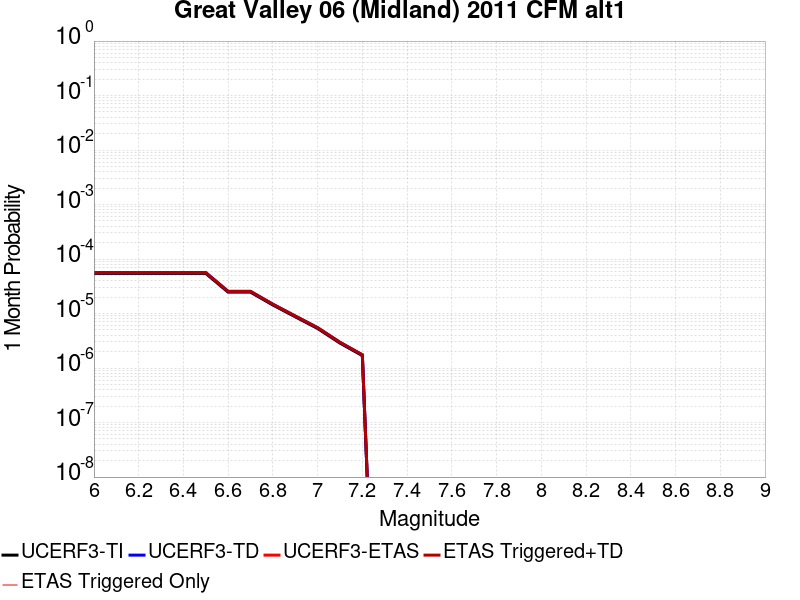 Great Valley 06 (Midland) 2011 CFM alt1
1 Month Probability
10^0
10^-1
10^-2
10^-3
10^-4
10^-5
10^-6
10^-7
10^-8
6 6.2 6.4 6.6 6.8 7 7.2 7.4 7.6 7.8 8 8.2 8.4 8.6 8.8 9
Magnitude
UCERF3-TI UCERF3-TD UCERF3-ETAS ETAS Triggered+TD
ETAS Triggered Only